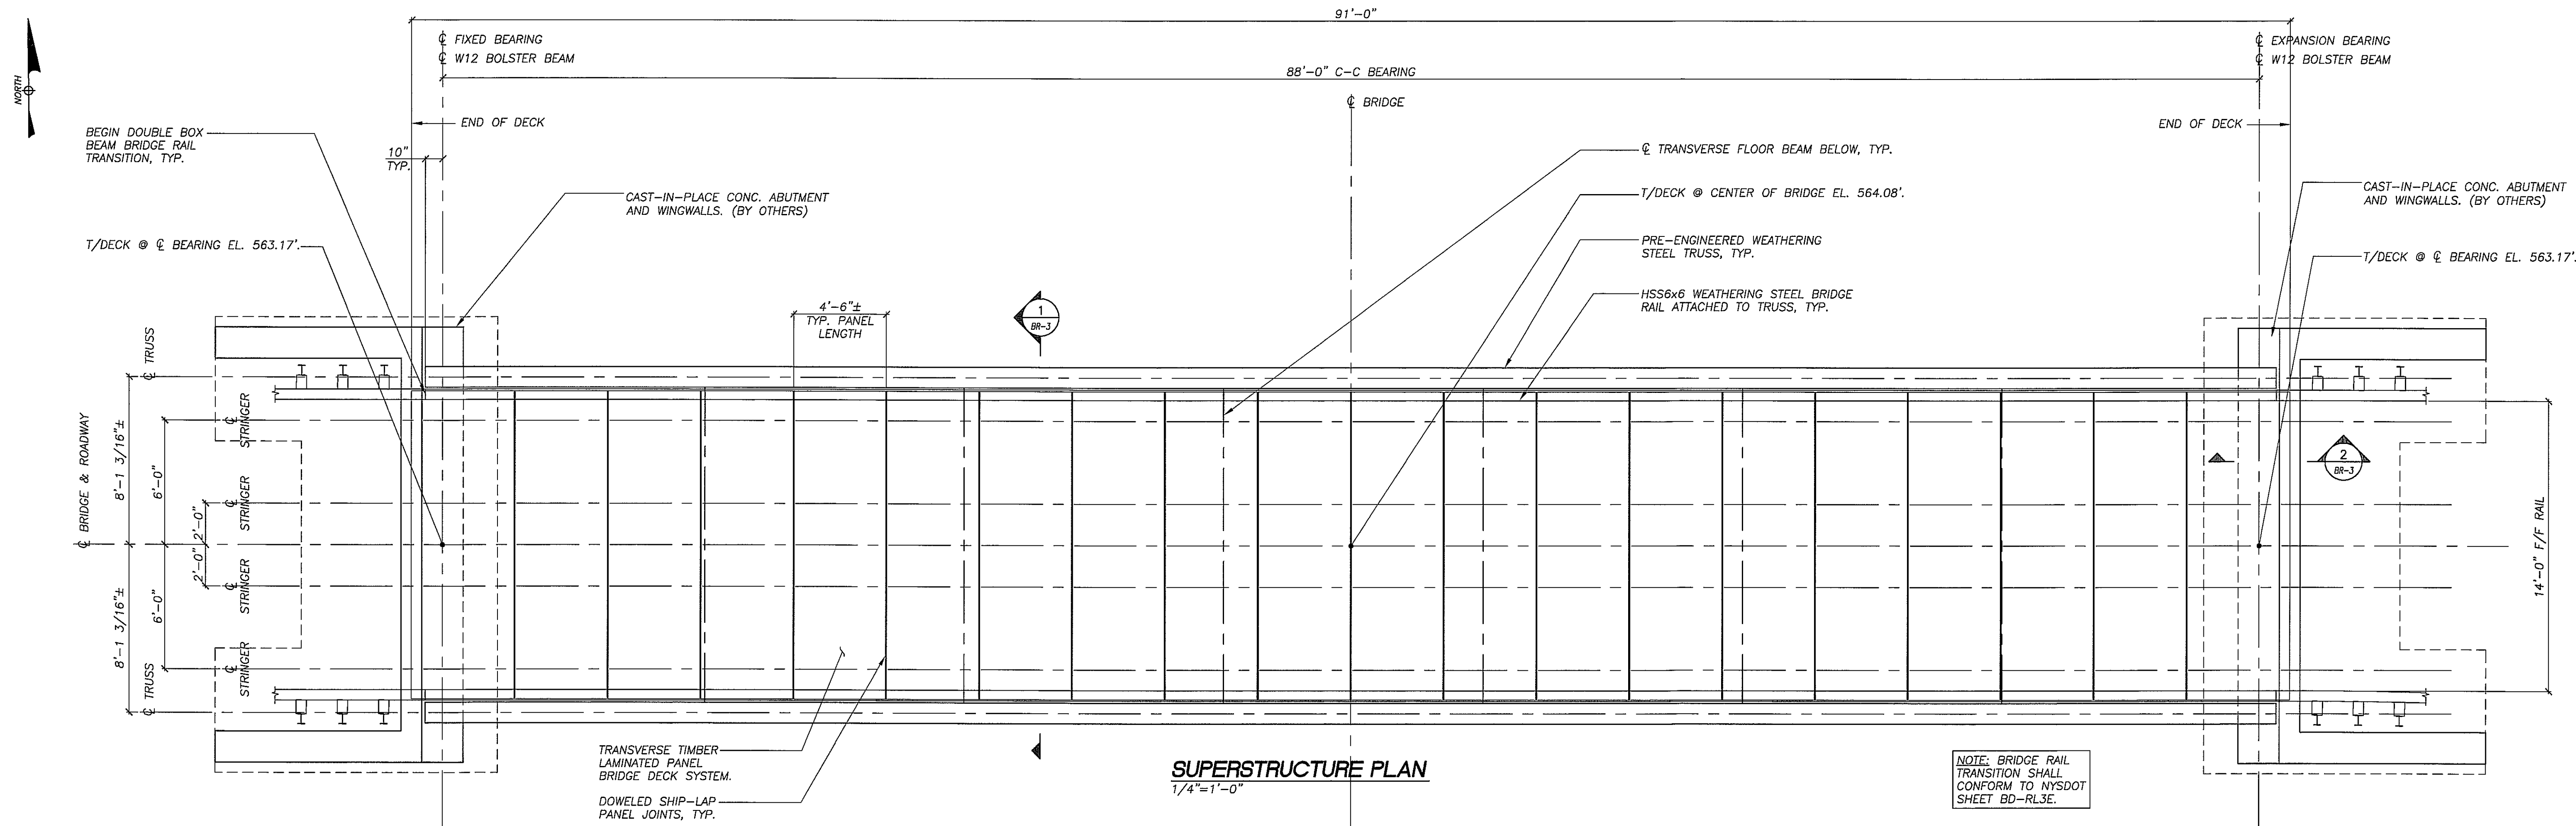 91'-0"
℄ FIXED BEARING
℄ W12 BOLSTER BEAM
℄ EXPANSION BEARING
℄ W12 BOLSTER BEAM
88'-0" C-C BEARING
NORTH
℄ BRIDGE
END OF DECK
END OF DECK
BEGIN DOUBLE BOX
BEAM BRIDGE RAIL
TRANSITION, TYP.
10"
TYP.
℄ TRANSVERSE FLOOR BEAM BELOW, TYP.
CAST-IN-PLACE CONC. ABUTMENT
AND WINGWALLS. (BY OTHERS)
T/DECK @ CENTER OF BRIDGE EL. 564.08'.
CAST-IN-PLACE CONC. ABUTMENT
AND WINGWALLS. (BY OTHERS)
T/DECK @ ℄ BEARING EL. 563.17'.
PRE-ENGINEERED WEATHERING
STEEL TRUSS, TYP.
T/DECK @ ℄ BEARING EL. 563.17'.
HSS6x6 WEATHERING STEEL BRIDGE
RAIL ATTACHED TO TRUSS, TYP.
4'-6"±
TYP. PANEL
LENGTH
1
BR-3
℄ TRUSS
℄ STRINGER
℄ STRINGER
℄ STRINGER
℄ STRINGER
℄ TRUSS
℄ BRIDGE & ROADWAY
8'-1 3/16"±
8'-1 3/16"±
6'-0"
6'-0"
2'-0"
2'-0"
2
BR-3
14'-0" F/F RAIL
TRANSVERSE TIMBER
LAMINATED PANEL
BRIDGE DECK SYSTEM.
DOWELED SHIP-LAP
PANEL JOINTS, TYP.
SUPERSTRUCTURE PLAN
1/4"=1'-0"
NOTE: BRIDGE RAIL
TRANSITION SHALL
CONFORM TO NYSDOT
SHEET BD-RL3E.